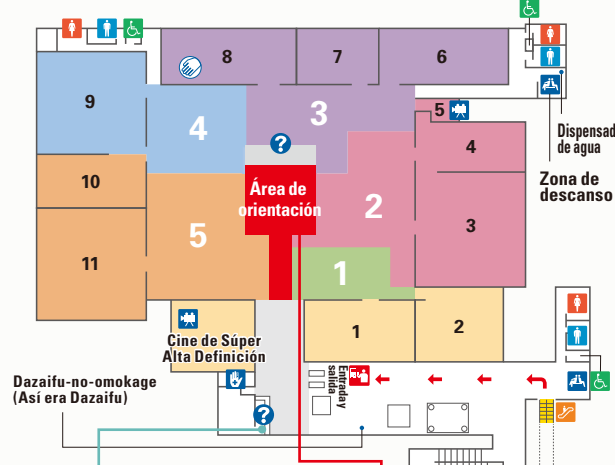 8
7
6
9
4
3
5
4
Dispensad
de agua
10
Área de
orientación
2
Zona de
descanso
5
3
11
1
1
2
Cine de Súper
Alta Definición
Entrada y
salida
Dazaifu-no-omokage
(Así era Dazaifu)
?
?